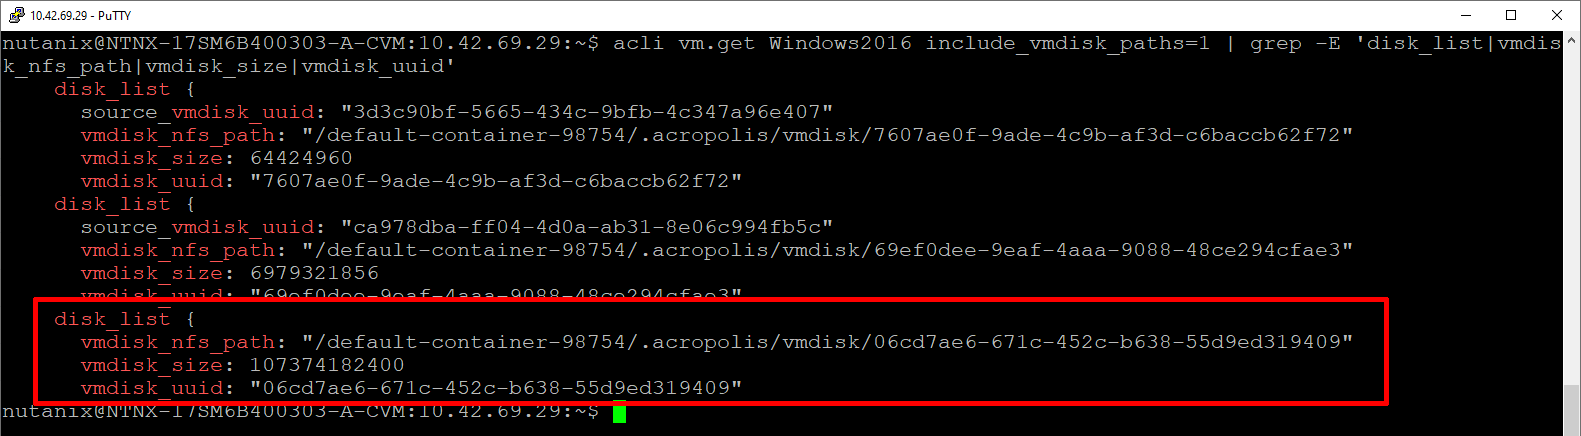 10.42.69.29 - PuTTY
nutanix@NTNX-17SM6B400303-A-CVM:10.42.69.29:~$ acli vm.get Windows2016 include_vmdisk_paths=1 | grep -E 'disk_list|vmdis
k_nfs_path|vmdisk_size|vmdisk_uuid'
disk_list {
source_vmdisk_uuid: "3d3c90bf-5665-434c-9bfb-4c347a96e407"
vmdisk_nfs_path: "/default-container-98754/.acropolis/vmdisk/7607ae0f-9ade-4c9b-af3d-c6baccb62f72"
vmdisk_size: 64424960
vmdisk_uuid: "7607ae0f-9ade-4c9b-af3d-c6baccb62f72"
disk_list {
source_vmdisk_uuid: "ca978dba-ff04-4d0a-ab31-8e06c994fb5c"
vmdisk_nfs_path: "/default-container-98754/.acropolis/vmdisk/69ef0dee-9eaf-4aaa-9088-48ce294cfae3"
vmdisk_size: 6979321856
vmdisk_uuid: "69ef0dee-9eaf-4aaa-9088-48ce294cfae3"
disk_list {
vmdisk_nfs_path: "/default-container-98754/.acropolis/vmdisk/06cd7ae6-671c-452c-b638-55d9ed319409"
vmdisk_size: 107374182400
vmdisk_uuid: "06cd7ae6-671c-452c-b638-55d9ed319409"
nutanix@NTNX-17SM6B400303-A-CVM:10.42.69.29:~$